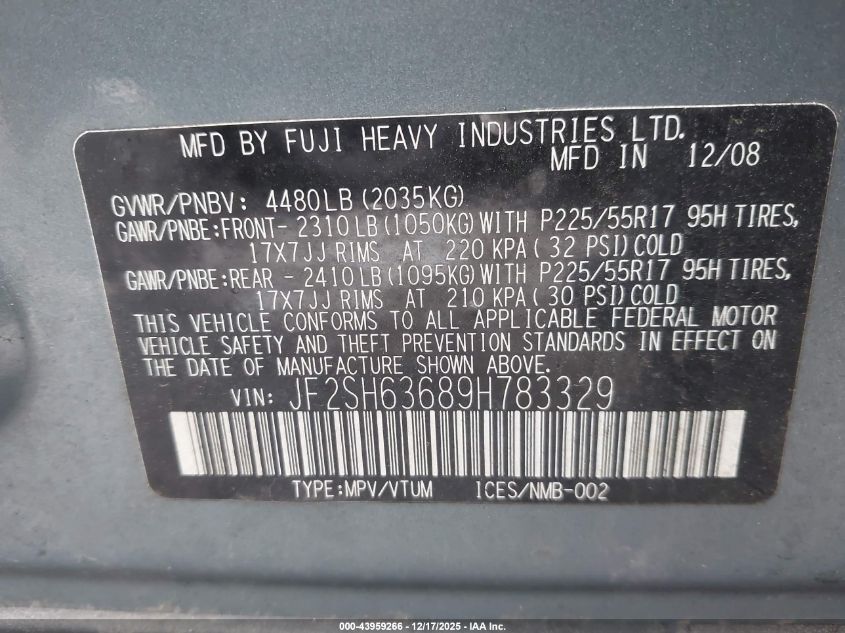 MFD BY FUJI HEAVY INDUSTRIES LTD.
MFD IN 12/08
GVWR/PNBV: 4480LB (2035KG)
GAWR/PNBE:FRONT- 2310LB (1050KG) WITH P225/55R17 95H TIRES,
17X7JJ RIMS AT 220 KPA ( 32 PSI) COLD
GAWR/PNBE:REAR - 2410LB (1095KG) WITH P225/55R17 95H TIRES,
17X7JJ RIMS AT 210 KPA ( 30 PSI) COLD
THIS VEHICLE CONFORMS TO ALL APPLICABLE FEDERAL MOTOR
VEHICLE SAFETY AND THEFT PREVENTION STANDARDS IN EFFECT ON
THE DATE OF MANUFACTURE SHOWN ABOVE.
VIN: JF2SH63689H783329
TYPE:MPV/VTUM ICES/NMB-002
000-43959266 - 12/17/2025 - IAA Inc.